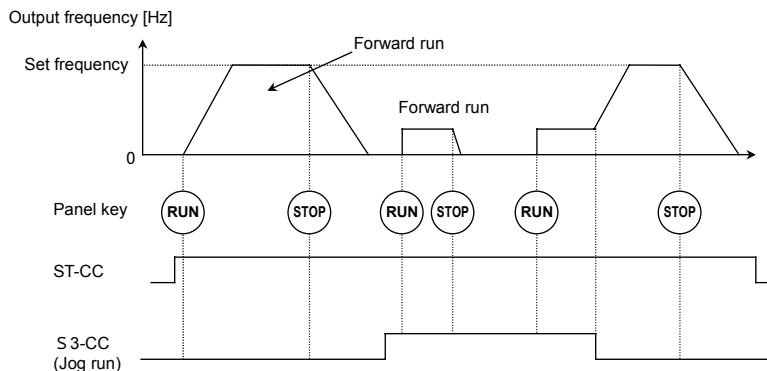 Output frequency [Hz]
Forward run
Set frequency
Forward run
0
Panel key
RUN
STOP
RUN
STOP
RUN
STOP
ST-CC
S3-CC
(Jog run)